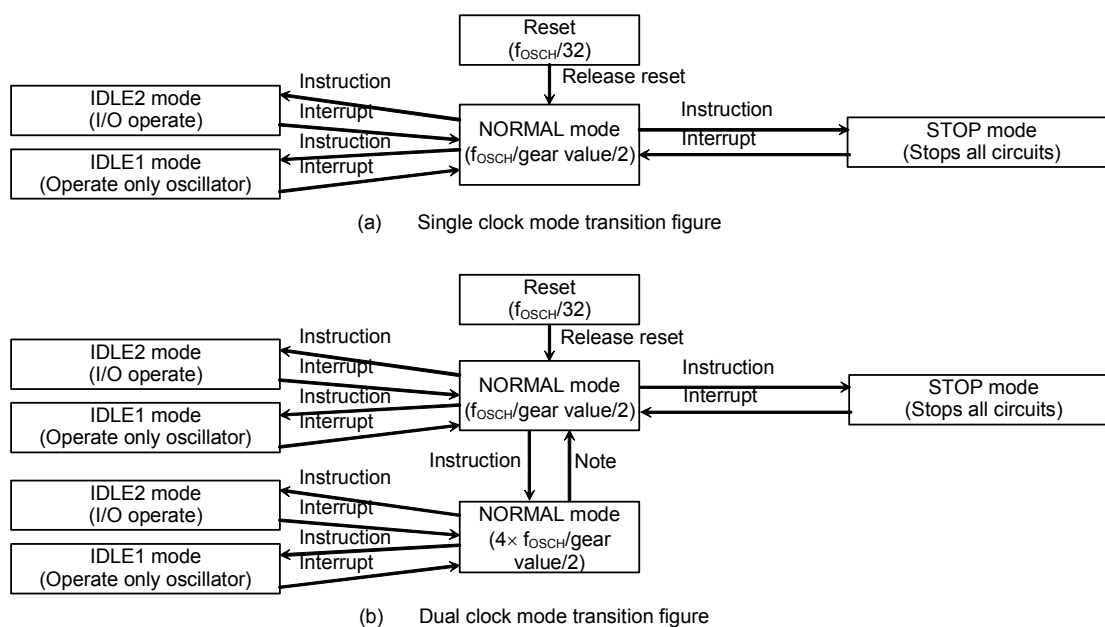 Reset
(fOSCH/32)
Release reset
Instruction
IDLE2 mode
(I/O operate)
Interrupt
Instruction
IDLE1 mode
(Operate only oscillator)
Interrupt
NORMAL mode
(fOSCH/gear value/2)
Instruction
Interrupt
STOP mode
(Stops all circuits)
(a) Single clock mode transition figure
Reset
(fOSCH/32)
Release reset
Instruction
IDLE2 mode
(I/O operate)
Interrupt
Instruction
IDLE1 mode
(Operate only oscillator)
Interrupt
NORMAL mode
(fOSCH/gear value/2)
Instruction
Interrupt
STOP mode
(Stops all circuits)
Instruction
Note
Instruction
IDLE2 mode
(I/O operate)
Interrupt
Instruction
IDLE1 mode
(Operate only oscillator)
Interrupt
NORMAL mode
(4× fOSCH/gear
value/2)
(b) Dual clock mode transition figure